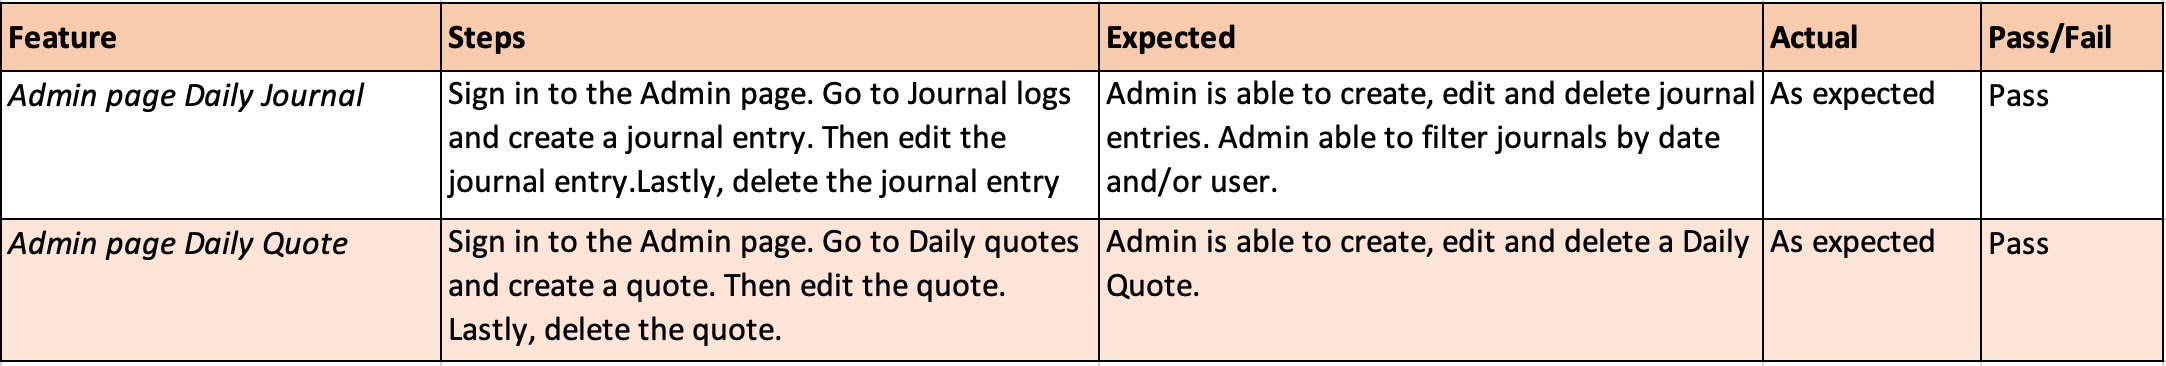 Feature Steps Expected Actual Pass/Fail
Admin page Daily Journal
Sign in to the Admin page. Go to Journal logs
and create a journal entry. Then edit the
journal entry.Lastly, delete the journal entry
Admin is able to create, edit and delete journal
entries. Admin able to filter journals by date
and/or user.
As expected
Pass
Admin page Daily Quote
Sign in to the Admin page. Go to Daily quotes
and create a quote. Then edit the quote.
Lastly, delete the quote.
Admin is able to create, edit and delete a Daily
Quote.
As expected
Pass